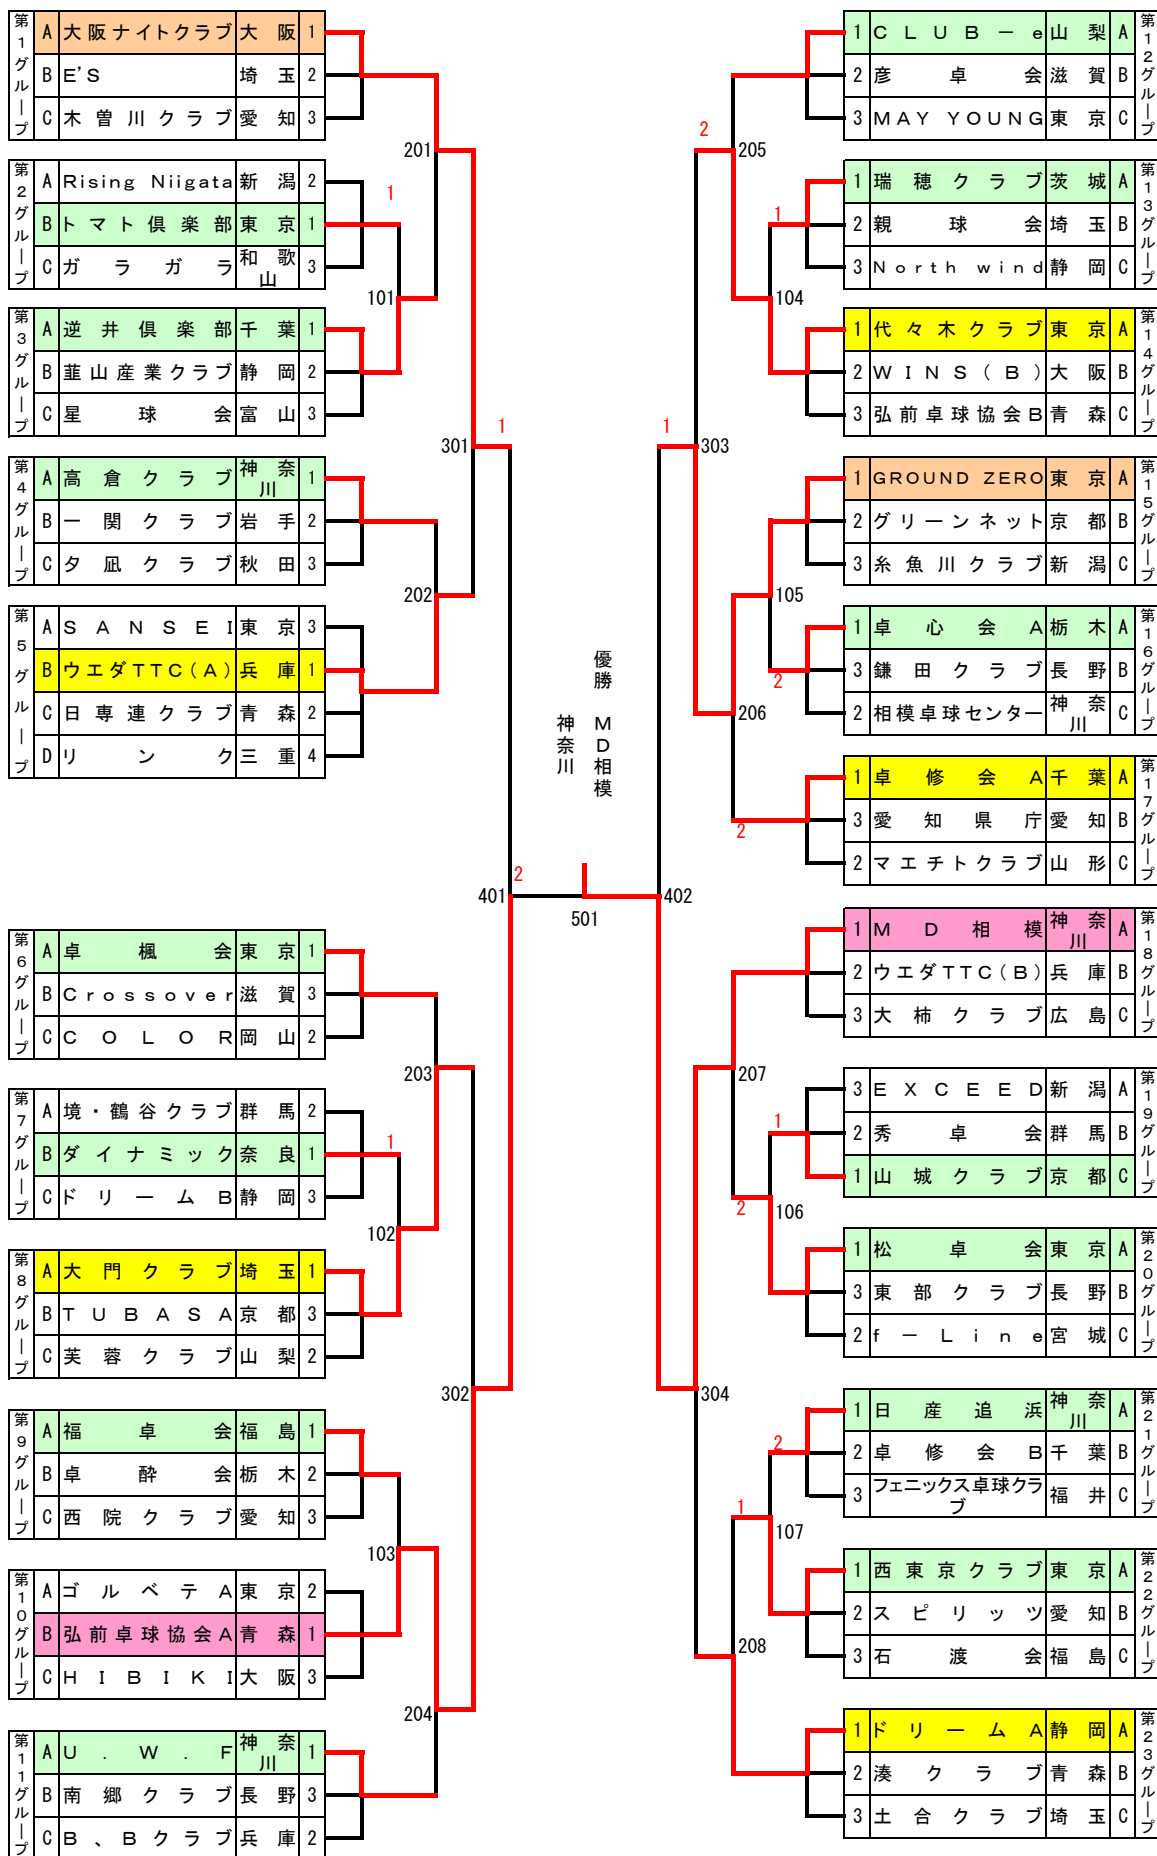 第1グループ
A 大阪ナイトクラブ 大阪 1
B E'S 埼玉 2
C 木曽川クラブ 愛知 3
201
第2グループ
A Rising Niigata 新潟 2
B トマト倶楽部 東京 1
C ガラガラ 和歌山 3
1
101
第3グループ
A 逆井倶楽部 千葉 1
B 韮山産業クラブ 静岡 2
C 星球会 富山 3
301
1
第4グループ
A 高倉クラブ 神奈川 1
B 一関クラブ 岩手 2
C 夕凪クラブ 秋田 3
202
第5グループ
A SANSEI 東京 3
B ウエダTTC(A) 兵庫 1
C 日専連クラブ 青森 2
D リンク 三重 4
401
2
第6グループ
A 卓楓会 東京 1
B Crossover 滋賀 3
C COLOR 岡山 2
203
第7グループ
A 境・鶴谷クラブ 群馬 2
B ダイナミック 奈良 1
C ドリームB 静岡 3
1
102
第8グループ
A 大門クラブ 埼玉 1
B TUBASA 京都 3
C 芙蓉クラブ 山梨 2
302
第9グループ
A 福卓会 福島 1
B 卓酔会 栃木 2
C 西院クラブ 愛知 3
103
第10グループ
A ゴルベテA 東京 2
B 弘前卓球協会A 青森 1
C HIBIKI 大阪 3
204
第11グループ
A U.W.F 神奈川 1
B 南郷クラブ 長野 3
C B、Bクラブ 兵庫 2
優勝 MD相模
神奈川
501
1 CLUB-e 山梨 A
2 彦卓会 滋賀 B
3 MAY YOUNG 東京 C
第12グループ
2
205
1 瑞穂クラブ 茨城 A
2 親球会 埼玉 B
3 North wind 静岡 C
第13グループ
1
104
1 代々木クラブ 東京 A
2 WINS(B) 大阪 B
3 弘前卓球協会B 青森 C
第14グループ
1
303
1 GROUND ZERO 東京 A
2 グリーンネット 京都 B
3 糸魚川クラブ 新潟 C
第15グループ
105
1 卓心会A 栃木 A
3 鎌田クラブ 長野 B
2 相模卓球センター 神奈川 C
第16グループ
2
206
1 卓修会A 千葉 A
3 愛知県庁 愛知 B
2 マエチトクラブ 山形 C
第17グループ
2
402
1 MD相模 神奈川 A
2 ウエダTTC(B) 兵庫 B
3 大柿クラブ 広島 C
第18グループ
207
3 EXCEED 新潟 A
2 秀卓会 群馬 B
1 山城クラブ 京都 C
第19グループ
1
2
106
1 松卓会 東京 A
3 東部クラブ 長野 B
2 f-Line 宮城 C
第20グループ
304
1 日産追浜 神奈川 A
2 卓修会B 千葉 B
3 フェニックス卓球クラブ 福井 C
第21グループ
2
1
107
1 西東京クラブ 東京 A
2 スピリッツ 愛知 B
3 石渡会 福島 C
第22グループ
208
1 ドリームA 静岡 A
2 湊クラブ 青森 B
3 土合クラブ 埼玉 C
第23グループ